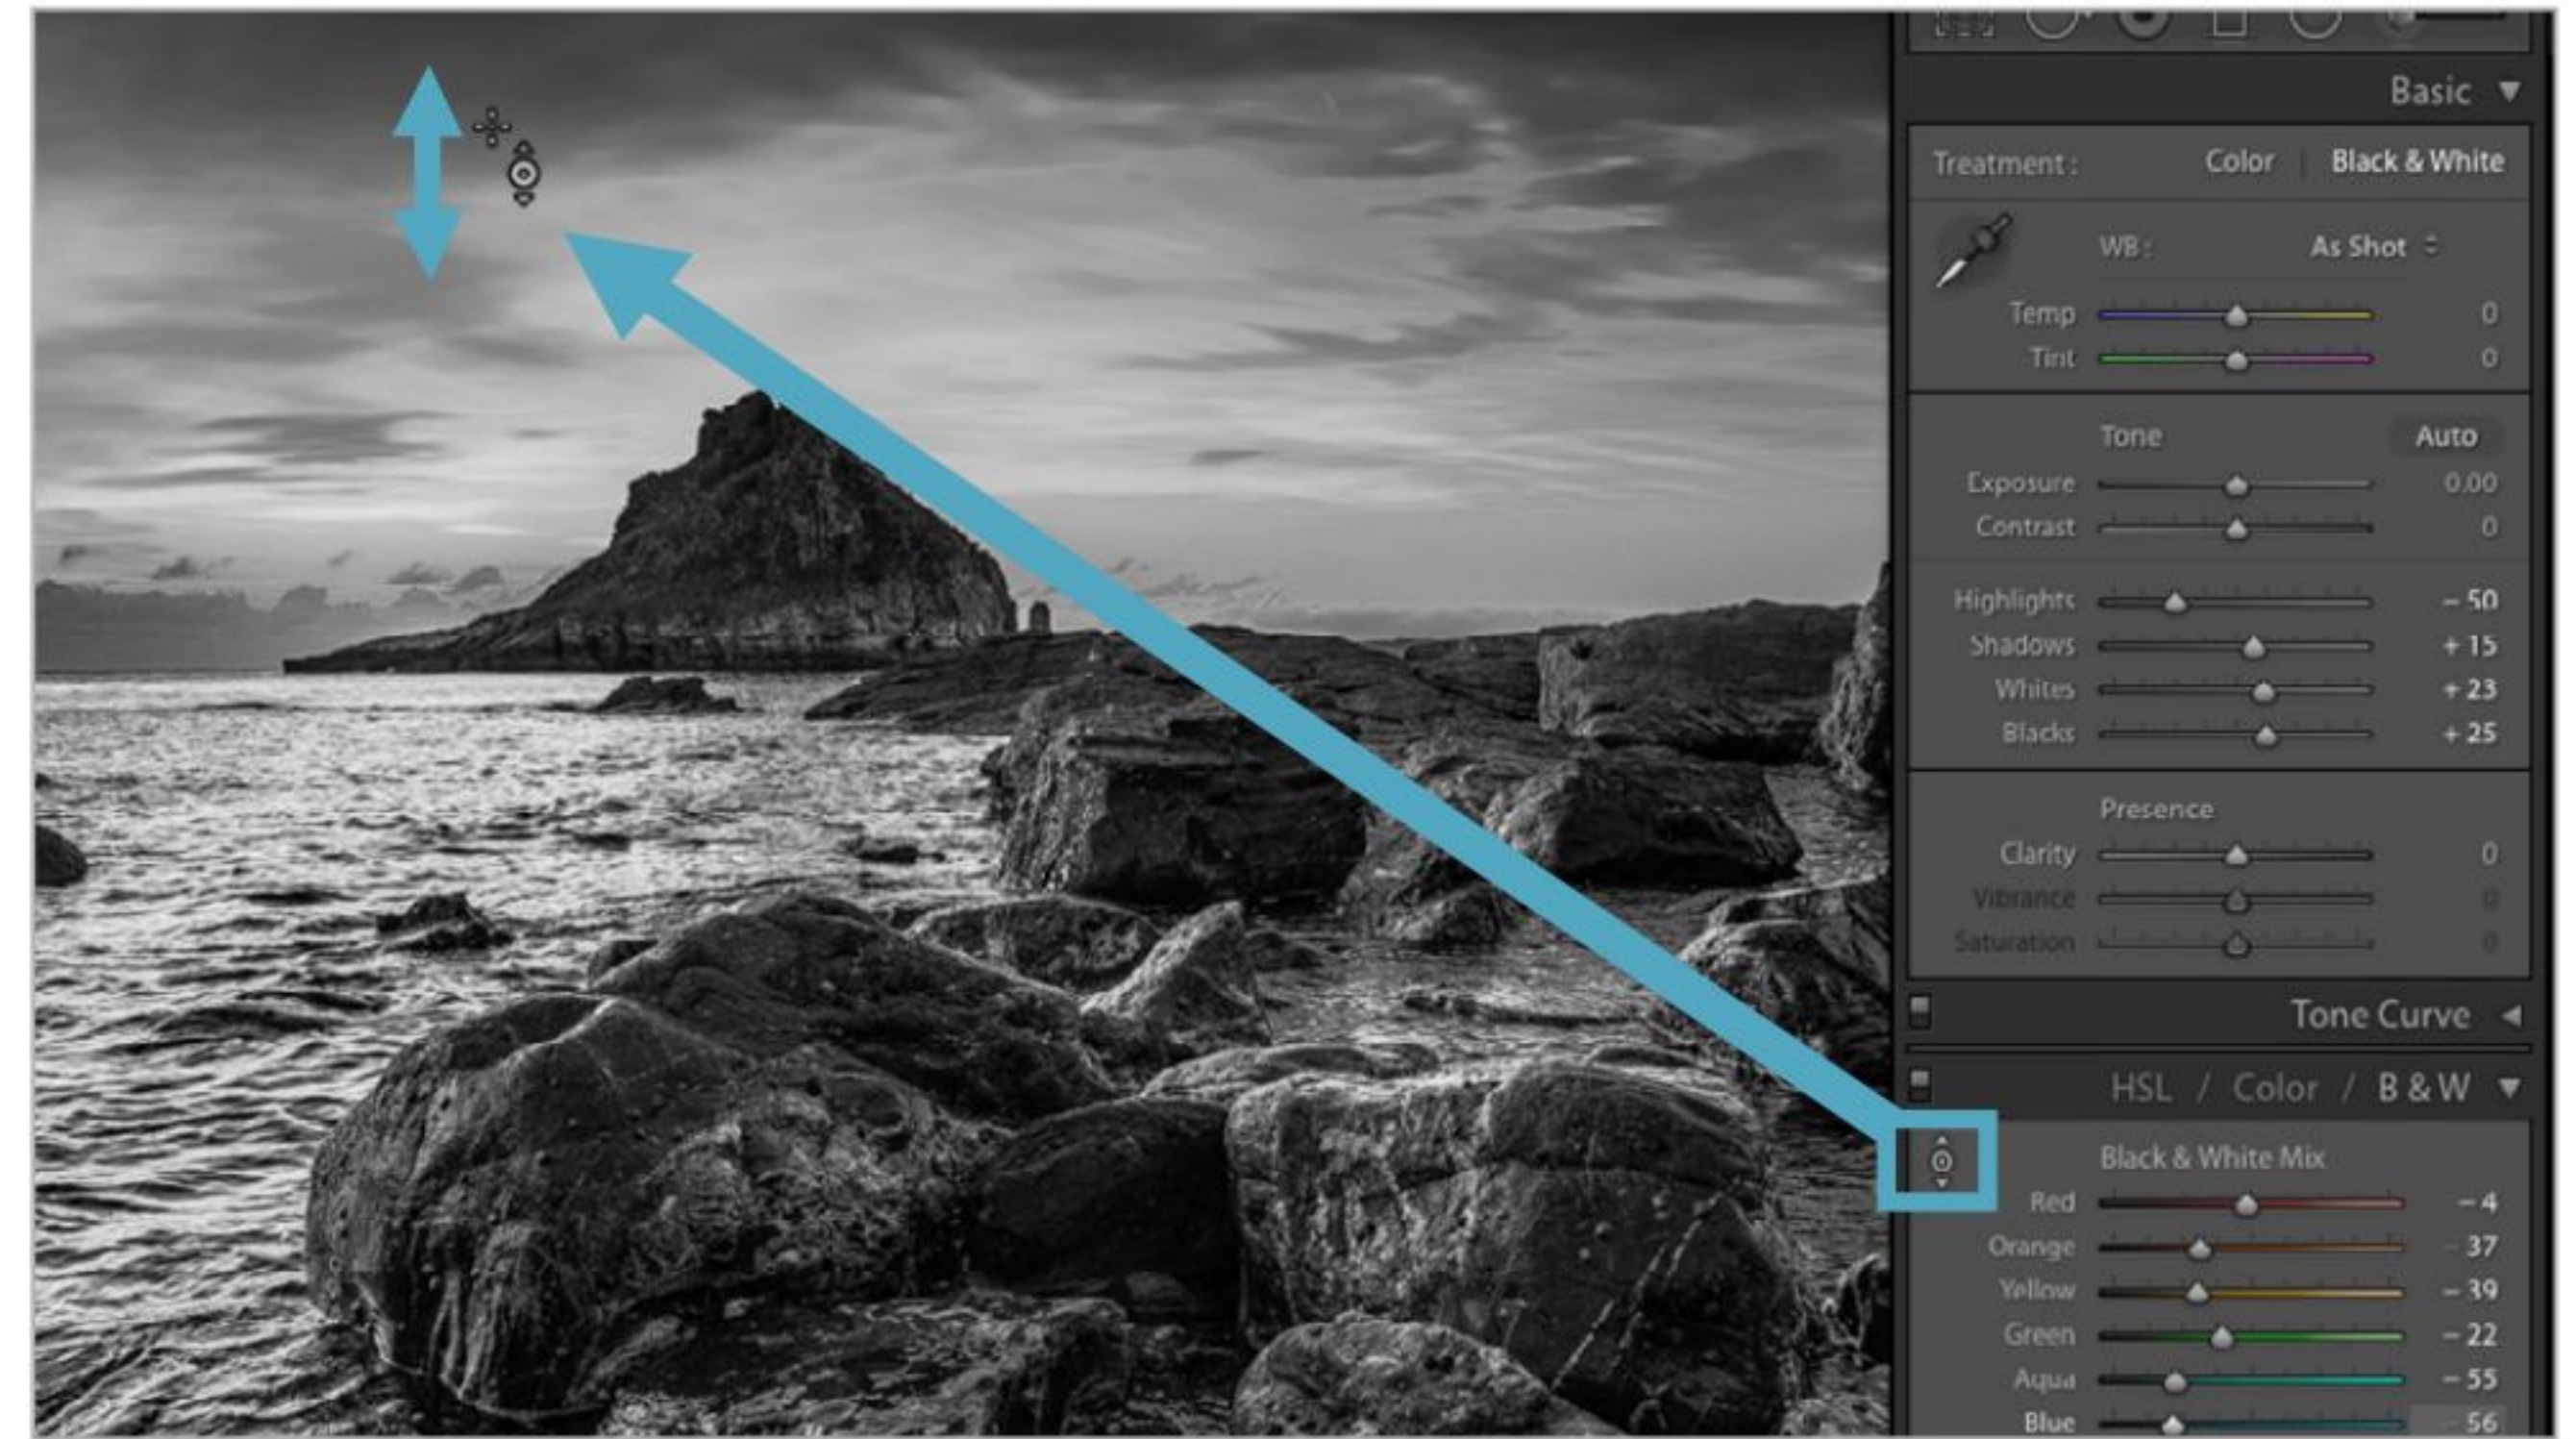 Basic
Treatment : Color | Black & White
WB : As Shot
Temp 0
Tint 0
Tone Auto
Exposure 0.00
Contrast 0
Highlights – 50
Shadows + 15
Whites + 23
Blacks + 25
Presence
Clarity 0
Vibrance 0
Saturation 0
Tone Curve
HSL / Color / B & W
Black & White Mix
Red – 4
Orange – 37
Yellow – 39
Green – 22
Aqua – 55
Blue – 56